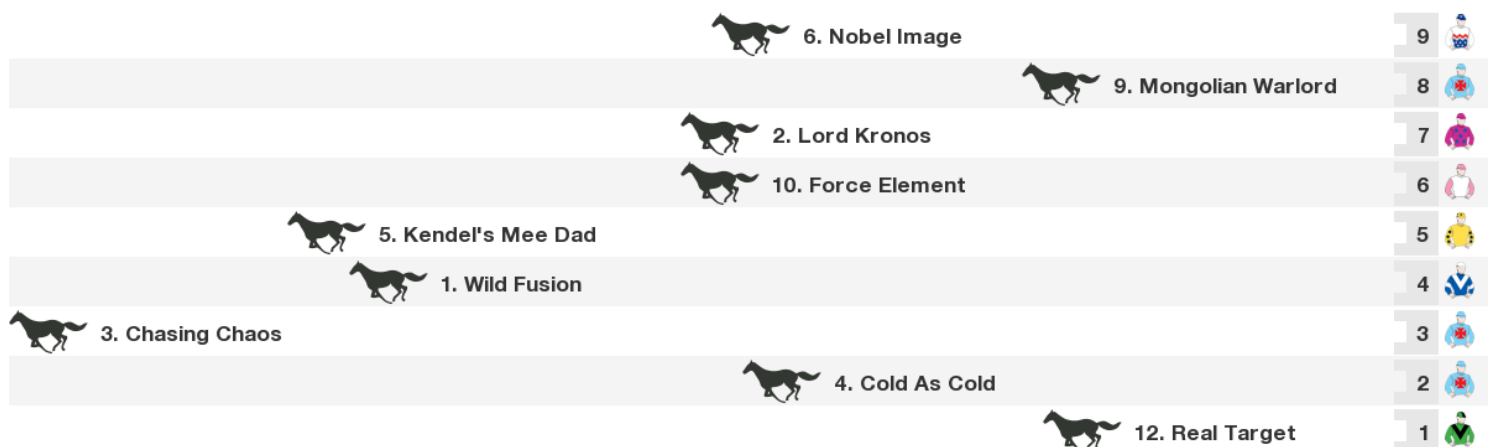 6. Nobel Image 9
9. Mongolian Warlord 8
2. Lord Kronos 7
10. Force Element 6
5. Kendel's Mee Dad 5
1. Wild Fusion 4
3. Chasing Chaos 3
4. Cold As Cold 2
12. Real Target 1